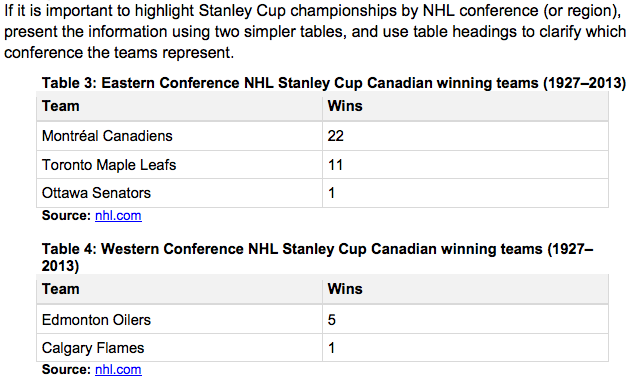 If it is important to highlight Stanley Cup championships by NHL conference (or region),
present the information using two simpler tables, and use table headings to clarify which
conference the teams represent.
Table 3: Eastern Conference NHL Stanley Cup Canadian winning teams (1927–2013)
Team Wins
Montréal Canadiens 22
Toronto Maple Leafs 11
Ottawa Senators 1
Source: nhl.com
Table 4: Western Conference NHL Stanley Cup Canadian winning teams (1927–
2013)
Team Wins
Edmonton Oilers 5
Calgary Flames 1
Source: nhl.com